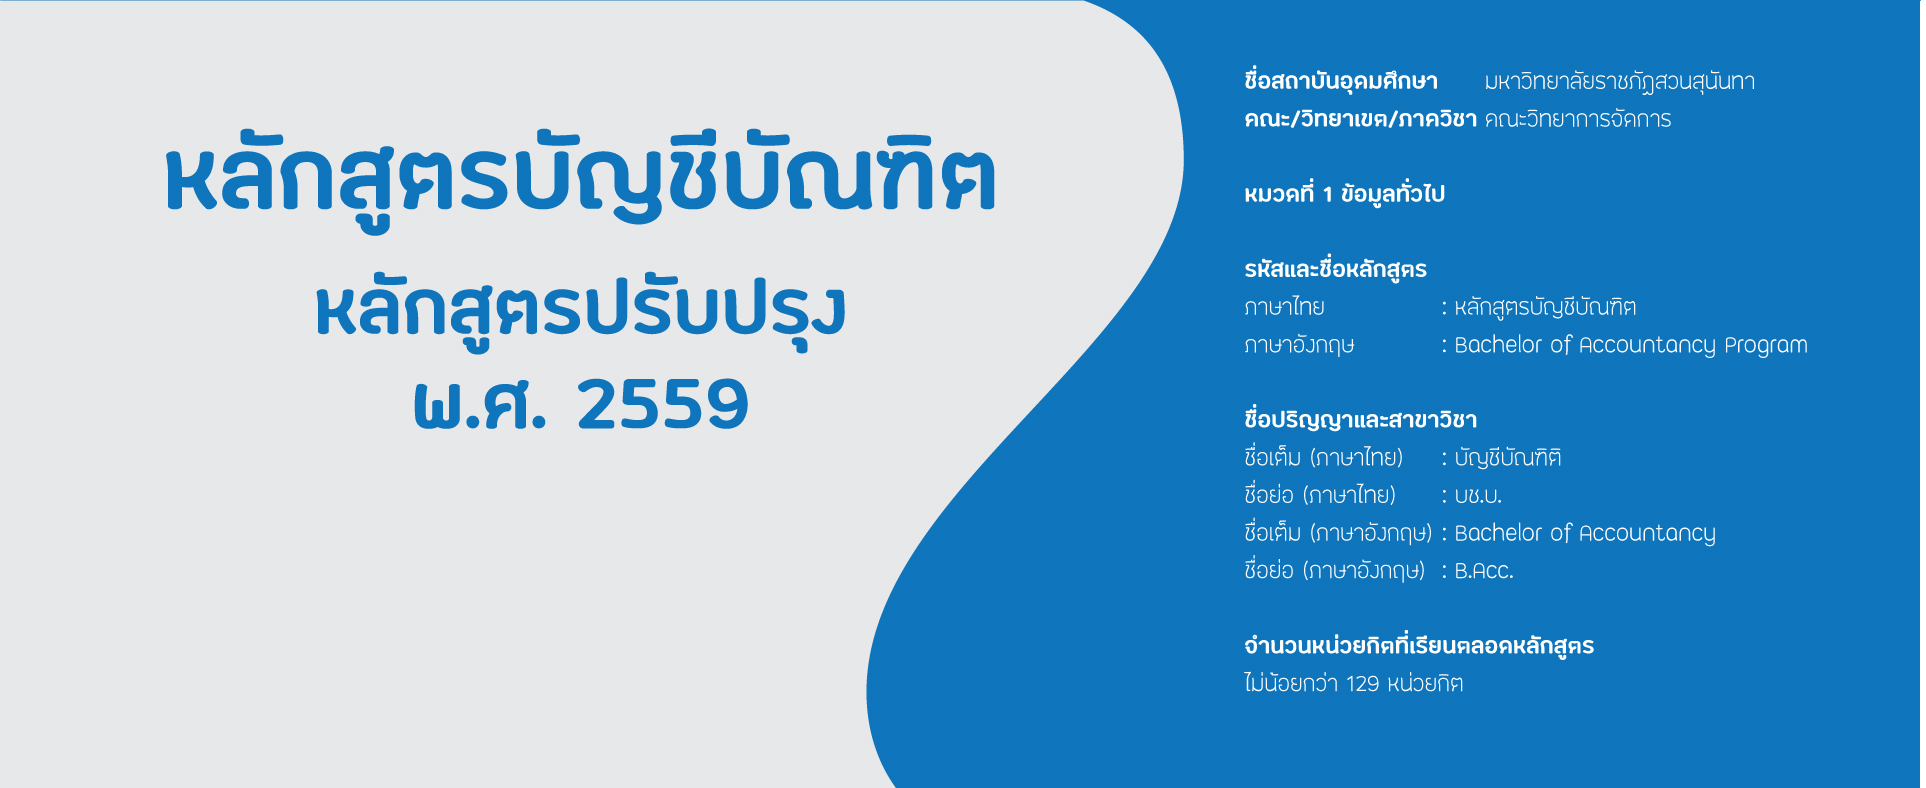 หลักสูตรบัญชีบัณฑิต
หลักสูตรปรับปรุง
พ.ศ. 2559
ชื่อสถาบันอุดมศึกษา มหาวิทยาลัยราชภัฏสวนสุนันทา
คณะ/วิทยาเขต/ภาควิชา คณะวิทยาการจัดการ
หมวดที่ 1 ข้อมูลทั่วไป
รหัสและชื่อหลักสูตร
ภาษาไทย : หลักสูตรบัญชีบัณฑิต
ภาษาอังกฤษ : Bachelor of Accountancy Program
ชื่อปริญญาและสาขาวิชา
ชื่อเต็ม (ภาษาไทย) : บัญชีบัณฑิติ
ชื่อย่อ (ภาษาไทย) : บช.บ.
ชื่อเต็ม (ภาษาอังกฤษ) : Bachelor of Accountancy
ชื่อย่อ (ภาษาอังกฤษ) : B.Acc.
จำนวนหน่วยกิตที่เรียนตลอดหลักสูตร
ไม่น้อยกว่า 129 หน่วยกิต